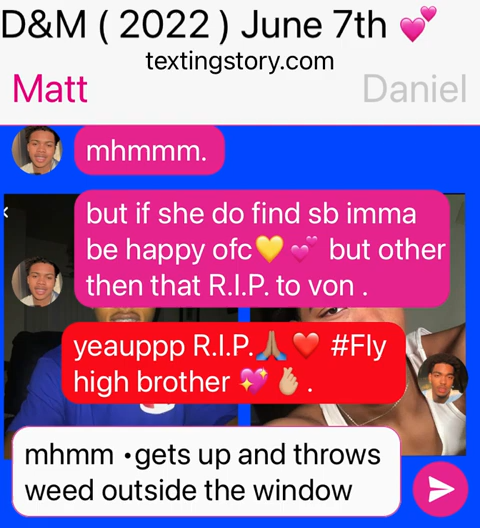 D&M ( 2022 ) June 7th 💕
textingstory.com
Matt Daniel
mhmmm.
but if she do find sb imma
be happy ofc💛💞 but other
then that R.I.P. to von .
yeauppp R.I.P.🙏🏽❤️ #Fly
high brother 💖🫰🏼.
mhmm •gets up and throws
weed outside the window